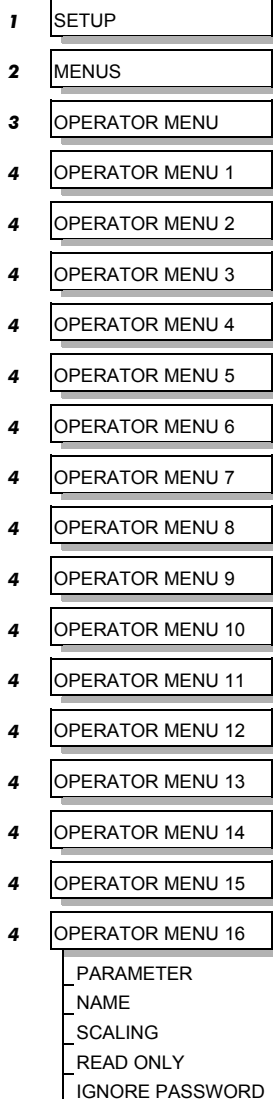 1 SETUP
2 MENUS
3 OPERATOR MENU
4 OPERATOR MENU 1
4 OPERATOR MENU 2
4 OPERATOR MENU 3
4 OPERATOR MENU 4
4 OPERATOR MENU 5
4 OPERATOR MENU 6
4 OPERATOR MENU 7
4 OPERATOR MENU 8
4 OPERATOR MENU 9
4 OPERATOR MENU 10
4 OPERATOR MENU 11
4 OPERATOR MENU 12
4 OPERATOR MENU 13
4 OPERATOR MENU 14
4 OPERATOR MENU 15
4 OPERATOR MENU 16
PARAMETER
NAME
SCALING
READ ONLY
IGNORE PASSWORD